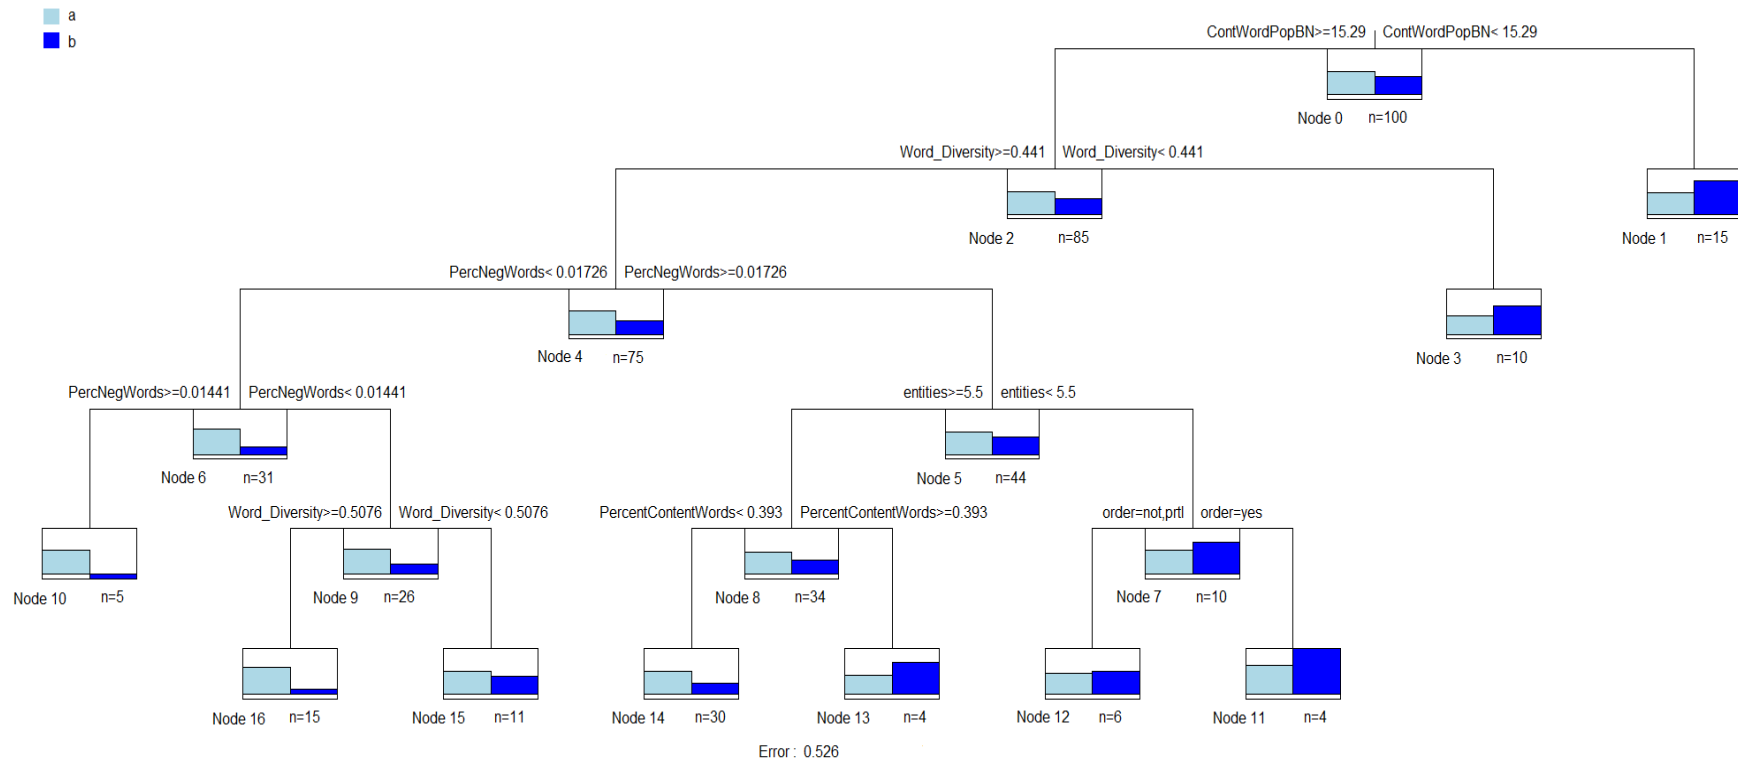 a
b
ContWordPopBN>=15.29 ContWordPopBN< 15.29
Node 0 n=100
Word_Diversity>=0.441 Word_Diversity< 0.441
Node 2 n=85
Node 1 n=15
PercNegWords< 0.01726 PercNegWords>=0.01726
Node 4 n=75
Node 3 n=10
PercNegWords>=0.01441 PercNegWords< 0.01441
entities>=5.5 entities< 5.5
Node 6 n=31
Node 5 n=44
Word_Diversity>=0.5076 Word_Diversity< 0.5076
PercentContentWords< 0.393 PercentContentWords>=0.393
order=not,prtl order=yes
Node 10 n=5
Node 9 n=26
Node 8 n=34
Node 7 n=10
Node 16 n=15
Node 15 n=11
Node 14 n=30
Node 13 n=4
Node 12 n=6
Node 11 n=4
Error : 0.526